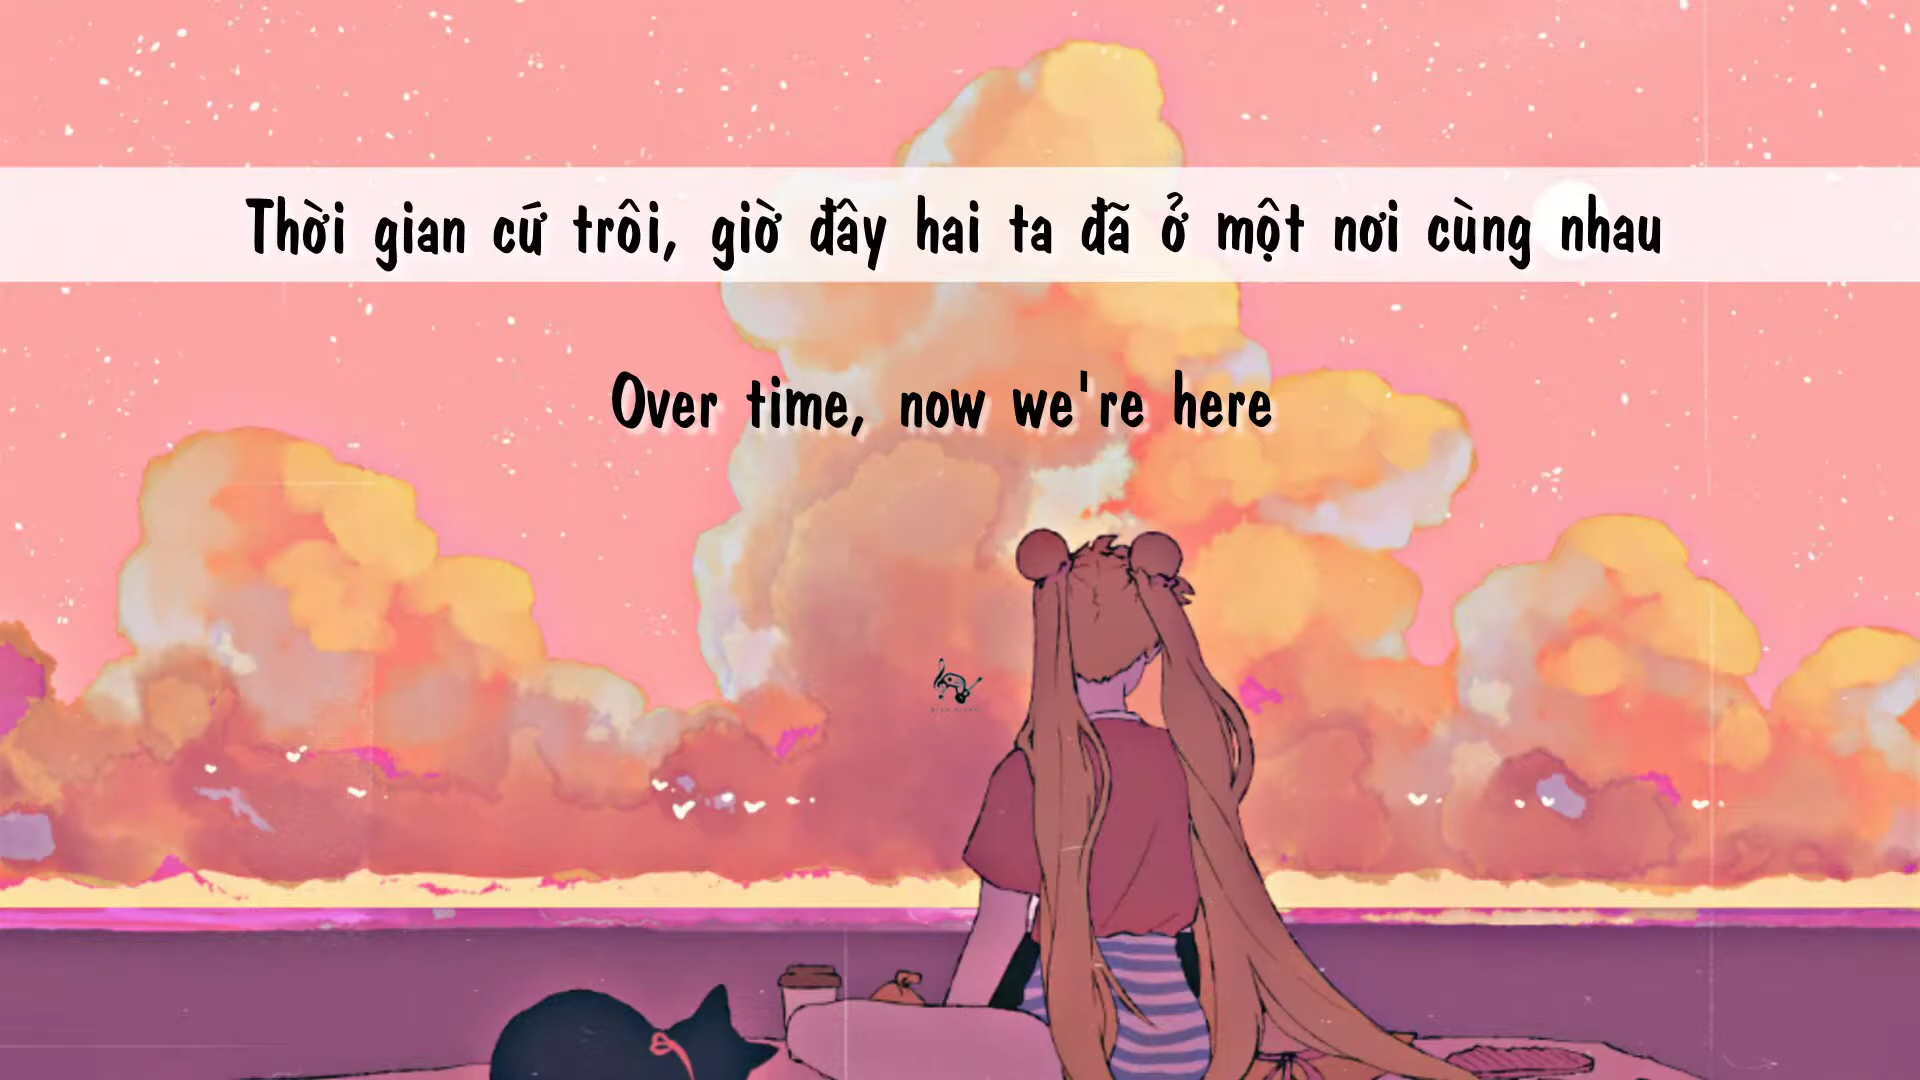 Thời gian cứ trôi, giờ đây hai ta đã ở một nơi cùng nhau
Over time, now we're here